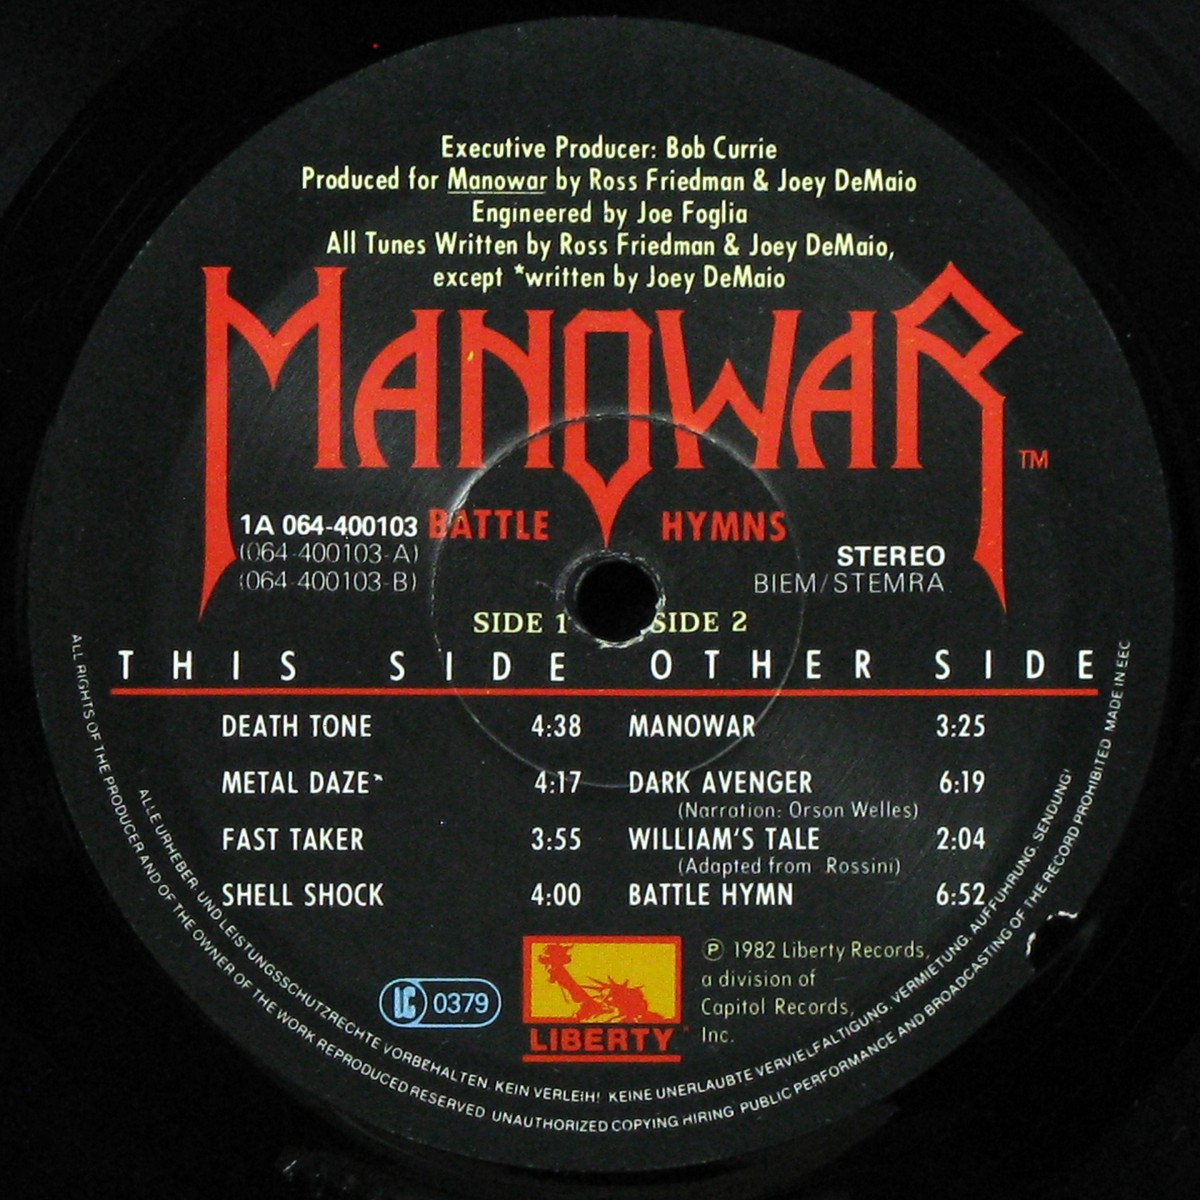 Executive Producer: Bob Currie
Produced for Manowar by Ross Friedman & Joey DeMaio
Engineered by Joe Foglia
All Tunes Written by Ross Friedman & Joey DeMaio,
except *written by Joey DeMaio
MANOWAR TM
BATTLE HYMNS
1A 064-400103
(064-400103-A)
(064-400103-B)
STEREO
BIEM/STEMRA
SIDE 1 SIDE 2
THIS SIDE OTHER SIDE
DEATH TONE 4:38
METAL DAZE* 4:17
FAST TAKER 3:55
SHELL SHOCK 4:00
MANOWAR 3:25
DARK AVENGER 6:19
(Narration: Orson Welles)
WILLIAM'S TALE 2:04
(Adapted from Rossini)
BATTLE HYMN 6:52
LC 0379
LIBERTY
℗ 1982 Liberty Records,
a division of
Capitol Records,
Inc.
ALLE URHEBER- UND LEISTUNGSSCHUTZRECHTE VORBEHALTEN. KEIN VERLEIH! KEINE UNERLAUBTE VERVIELFALTIGUNG. VERMIETUNG. AUFFUHRUNG. SENDUNG!
ALL RIGHTS OF THE PRODUCER AND OF THE OWNER OF THE WORK REPRODUCED RESERVED UNAUTHORIZED COPYING HIRING PUBLIC PERFORMANCE AND BROADCASTING OF THE RECORD PROHIBITED MADE IN EEC